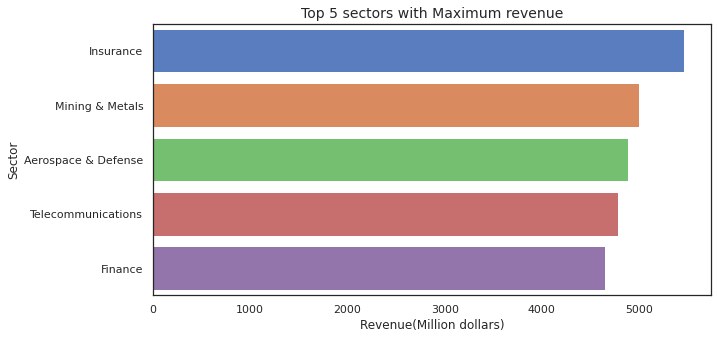 Top 5 sectors with Maximum revenue
Sector
Insurance
Mining & Metals
Aerospace & Defense
Telecommunications
Finance
0 1000 2000 3000 4000 5000
Revenue(Million dollars)